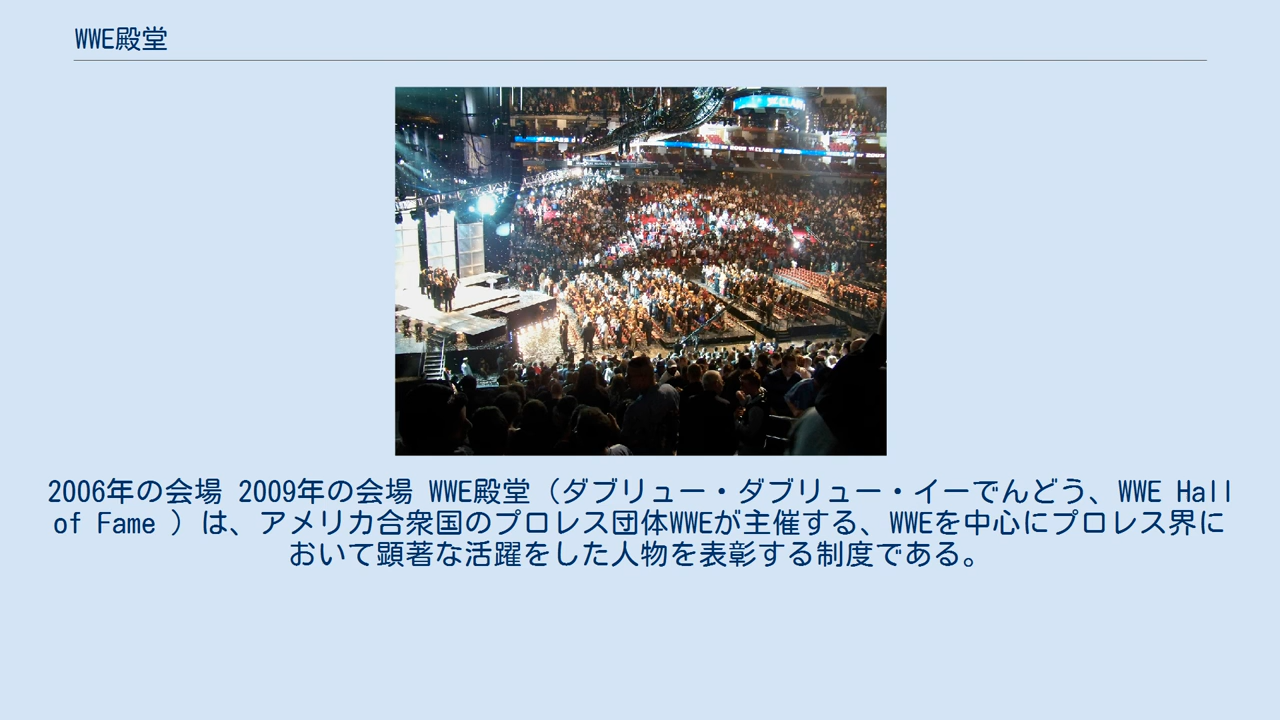 WWE殿堂
2006年の会場 2009年の会場 WWE殿堂（ダブリュー・ダブリュー・イーでんどう、WWE Hall
of Fame ）は、アメリカ合衆国のプロレス団体WWEが主催する、WWEを中心にプロレス界に
おいて顕著な活躍をした人物を表彰する制度である。